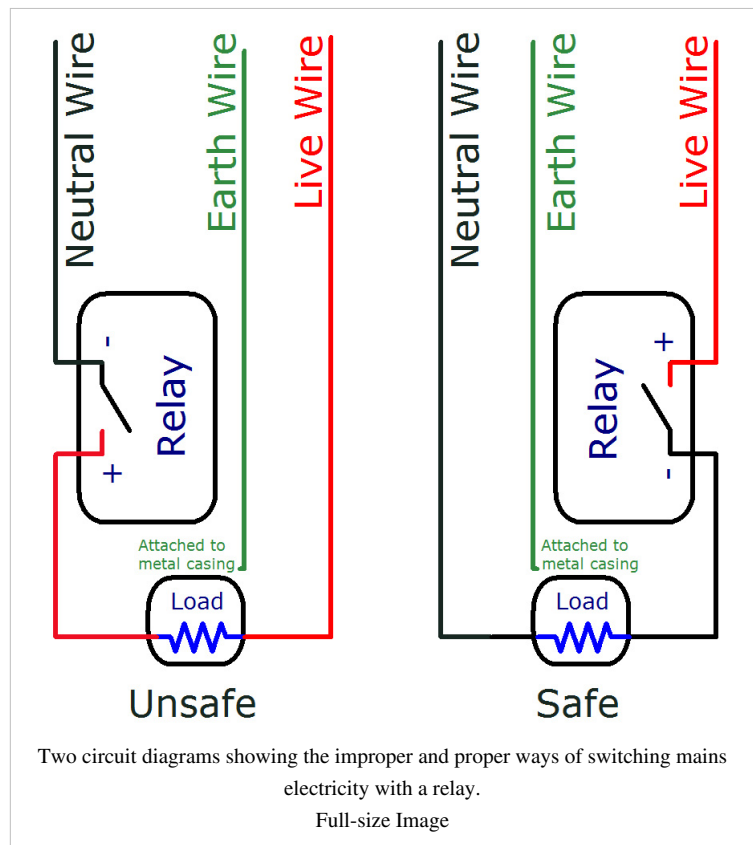 Neutral Wire
Earth Wire
Live Wire
Neutral Wire
Earth Wire
Live Wire
-
Relay
+
+
Relay
-
Attached to
metal casing
Load
Attached to
metal casing
Load
Unsafe
Safe
Two circuit diagrams showing the improper and proper ways of switching mains
electricity with a relay.
Full-size Image